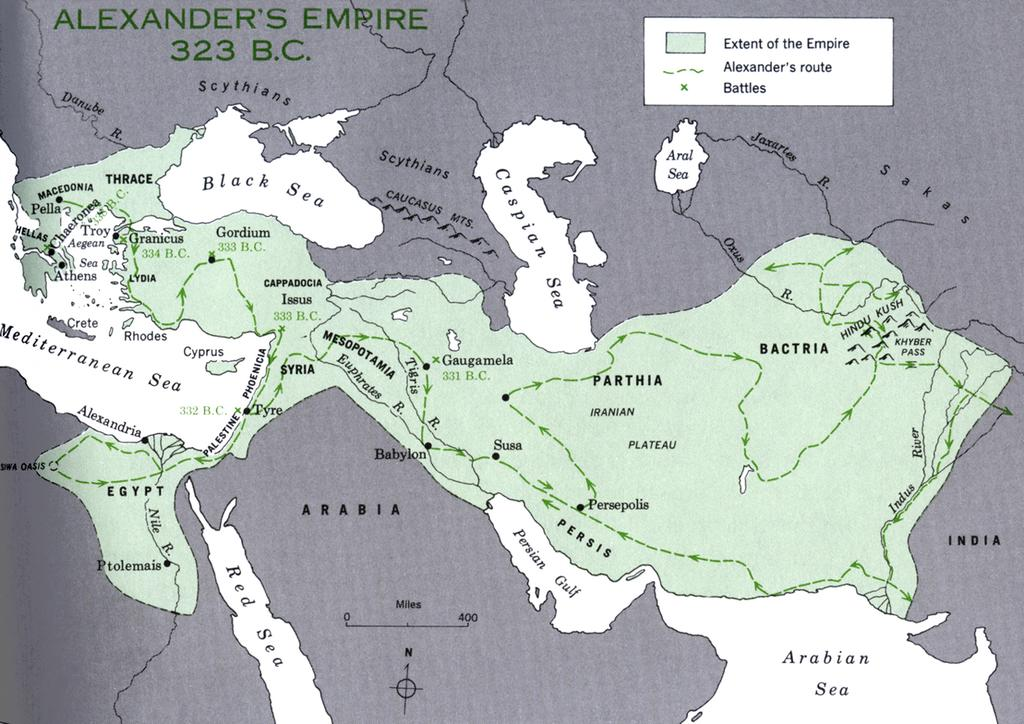 ALEXANDER'S EMPIRE
323 B.C.
Extent of the Empire
Alexander's route
Battles
Scythians
Danube
R.
Black Sea
Scythians
CAUCASUS MTS.
Caspian
Sea
Aral
Sea
Jaxartes
R.
Sakas
Oxus
R.
MACEDONIA
THRACE
Pella
HELLAS
Chaeronea
338 B.C.
Troy
Aegean
Sea
Athens
Granicus
334 B.C.
LYDIA
Gordium
333 B.C.
CAPPADOCIA
Issus
333 B.C.
Crete
Rhodes
Cyprus
Mediterranean Sea
PHOENICIA
SYRIA
MESOPOTAMIA
Euphrates
R.
Tigris
R.
Gaugamela
331 B.C.
332 B.C.
Tyre
PALESTINE
Alexandria
SIWA OASIS
EGYPT
Nile
R.
Ptolemais
Babylon
Susa
Persepolis
PERSIS
PARTHIA
IRANIAN
PLATEAU
BACTRIA
HINDU KUSH
KHYBER
PASS
Indus
River
INDIA
ARABIA
Red Sea
Persian
Gulf
Arabian
Sea
Miles
0
400
N